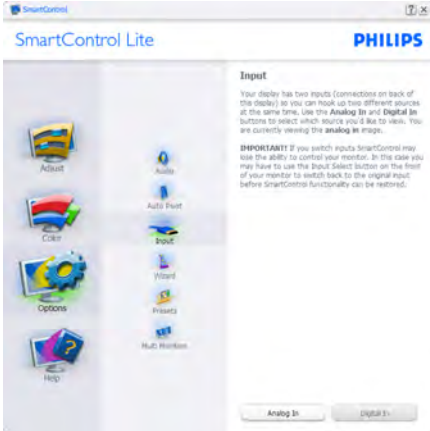 SmartControl
SmartControl Lite
PHILIPS
Adjust
Color
Options
Help
Audio
Auto Pivot
Input
Wizard
Presets
Multi Monitors
Input
Your display has two inputs (connections on back of
the display) so you can hook up two different sources
at the same time. Use the Analog In and Digital In
buttons to select which source you'd like to view. You
are currently viewing the analog in image.
IMPORTANT! If you switch inputs SmartControl may
lose the ability to control your monitor. In the case you
may have to use the Input Select button on the front
of your monitor to switch back to the original input
before SmartControl functionality can be restored.
Analog In
Digital In